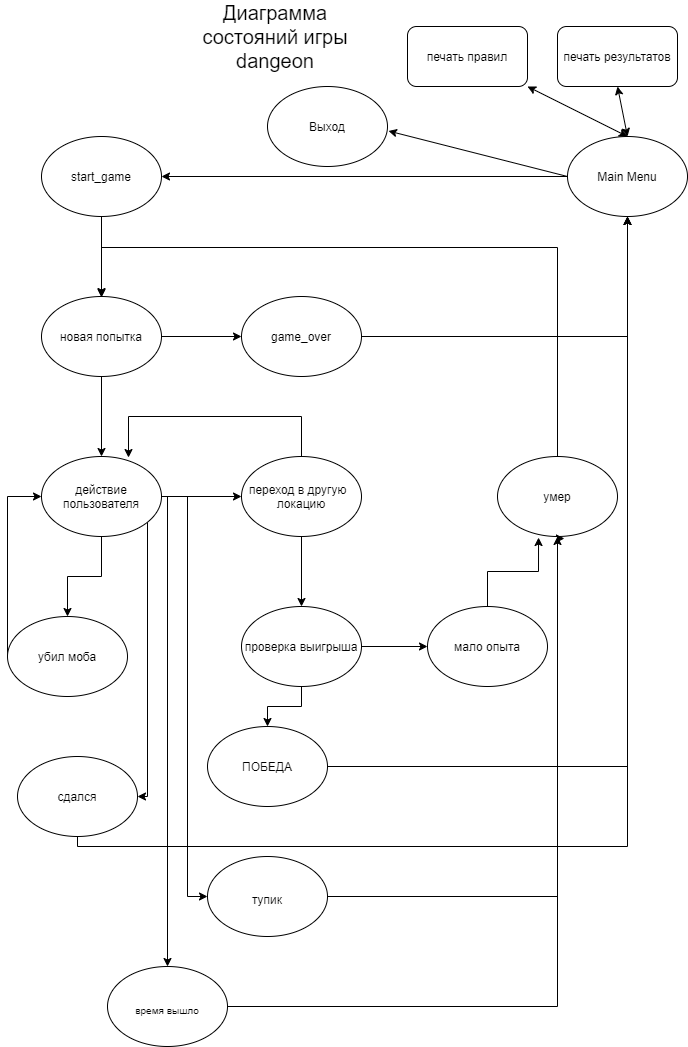 Диаграмма
состояний игры
dangeon
печать правил
печать результатов
Выход
start_game
Main Menu
новая попытка
game_over
действие
пользователя
переход в другую
локацию
умер
убил моба
проверка выигрыша
мало опыта
ПОБЕДА
сдался
тупик
время вышло